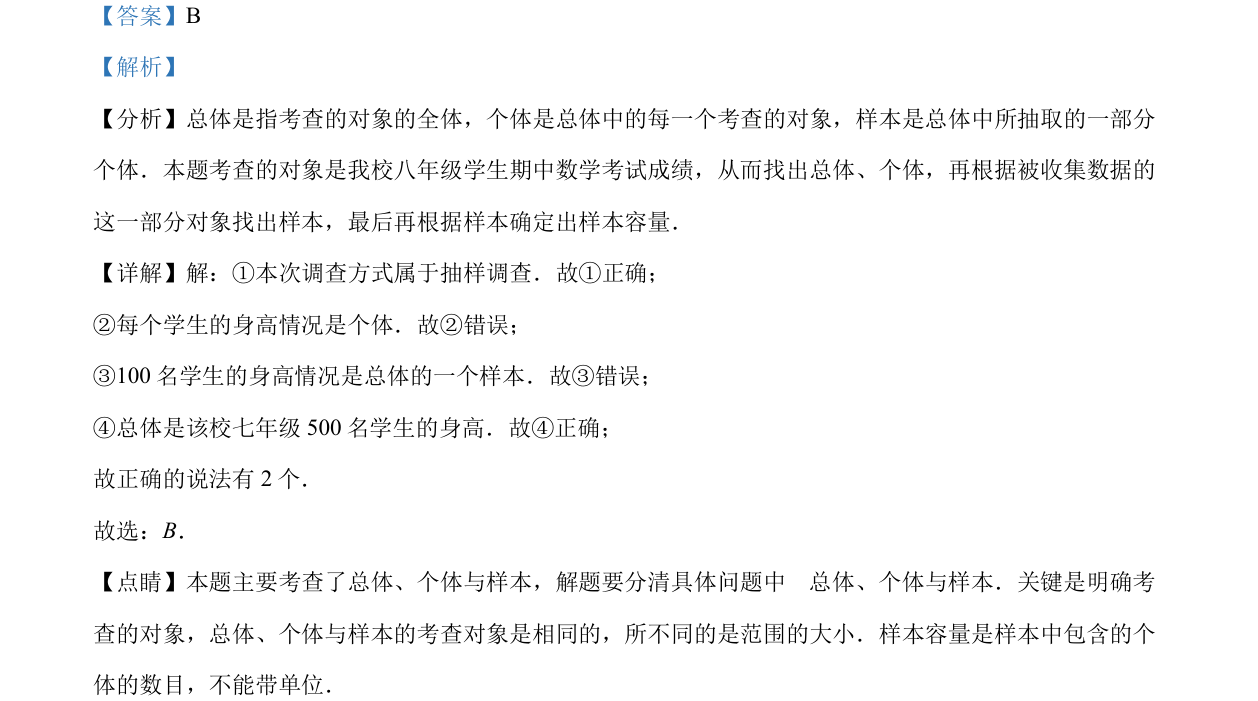 【答案】B
【解析】
【分析】总体是指考查的对象的全体，个体是总体中的每一个考查的对象，样本是总体中所抽取的一部分
个体．本题考查的对象是我校八年级学生期中数学考试成绩，从而找出总体、个体，再根据被收集数据的
这一部分对象找出样本，最后再根据样本确定出样本容量．
【详解】解：①本次调查方式属于抽样调查．故①正确；
②每个学生的身高情况是个体．故②错误；
③100 名学生的身高情况是总体的一个样本．故③错误；
④总体是该校七年级 500 名学生的身高．故④正确；
故正确的说法有 2 个．
故选：B．
【点睛】本题主要考查了总体、个体与样本，解题要分清具体问题中　总体、个体与样本．关键是明确考
查的对象，总体、个体与样本的考查对象是相同的，所不同的是范围的大小．样本容量是样本中包含的个
体的数目，不能带单位．